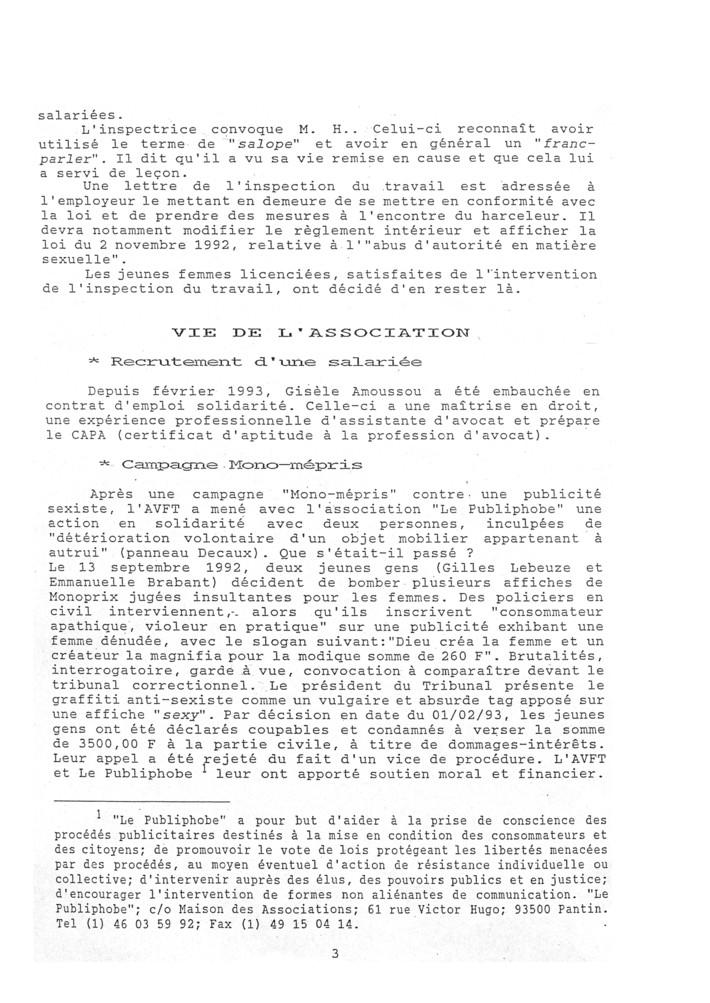 salariées.
L'inspectrice convoque M. H.. Celui-ci reconnaît avoir
utilisé le terme de "salope" et avoir en général un "franc-
parler". Il dit qu'il a vu sa vie remise en cause et que cela lui
a servi de leçon.
Une lettre de l'inspection du travail est adressée à
l'employeur le mettant en demeure de se mettre en conformité avec
la loi et de prendre des mesures à l'encontre du harceleur. Il
devra notamment modifier le règlement intérieur et afficher la
loi du 2 novembre 1992, relative à l'"abus d'autorité en matière
sexuelle".
Les jeunes femmes licenciées, satisfaites de l'intervention
de l'inspection du travail, ont décidé d'en rester là.
VIE DE L'ASSOCIATION
* Recrutement d'une salariée
Depuis février 1993, Gisèle Amoussou a été embauchée en
contrat d'emploi solidarité. Celle-ci a une maîtrise en droit,
une expérience professionnelle d'assistante d'avocat et prépare
le CAPA (certificat d'aptitude à la profession d'avocat).
* Campagne Mono-mépris
Après une campagne "Mono-mépris" contre une publicité
sexiste, l'AVFT a mené avec l'association "Le Publiphobe" une
action en solidarité avec deux personnes, inculpées de
"détérioration volontaire d'un objet mobilier appartenant à
autrui" (panneau Decaux). Que s'était-il passé ?
Le 13 septembre 1992, deux jeunes gens (Gilles Lebeuze et
Emmanuelle Brabant) décident de bomber plusieurs affiches de
Monoprix jugées insultantes pour les femmes. Des policiers en
civil interviennent, alors qu'ils inscrivent "consommateur
apathique, violeur en pratique" sur une publicité exhibant une
femme dénudée, avec le slogan suivant:"Dieu créa la femme et un
créateur la magnifia pour la modique somme de 260 F". Brutalités,
interrogatoire, garde à vue, convocation à comparaître devant le
tribunal correctionnel. Le président du Tribunal présente le
graffiti anti-sexiste comme un vulgaire et absurde tag apposé sur
une affiche "sexy". Par décision en date du 01/02/93, les jeunes
gens ont été déclarés coupables et condamnés à verser la somme
de 3500,00 F à la partie civile, à titre de dommages-intérêts.
Leur appel a été rejeté du fait d'un vice de procédure. L'AVFT
et Le Publiphobe 1 leur ont apporté soutien moral et financier.
1 "Le Publiphobe" a pour but d'aider à la prise de conscience des
procédés publicitaires destinés à la mise en condition des consommateurs et
des citoyens; de promouvoir le vote de lois protégeant les libertés menacées
par des procédés, au moyen éventuel d'action de résistance individuelle ou
collective; d'intervenir auprès des élus, des pouvoirs publics et en justice;
d'encourager l'intervention de formes non aliénantes de communication. "Le
Publiphobe"; c/o Maison des Associations; 61 rue Victor Hugo; 93500 Pantin.
Tel (1) 46 03 59 92; Fax (1) 49 15 04 14.
3